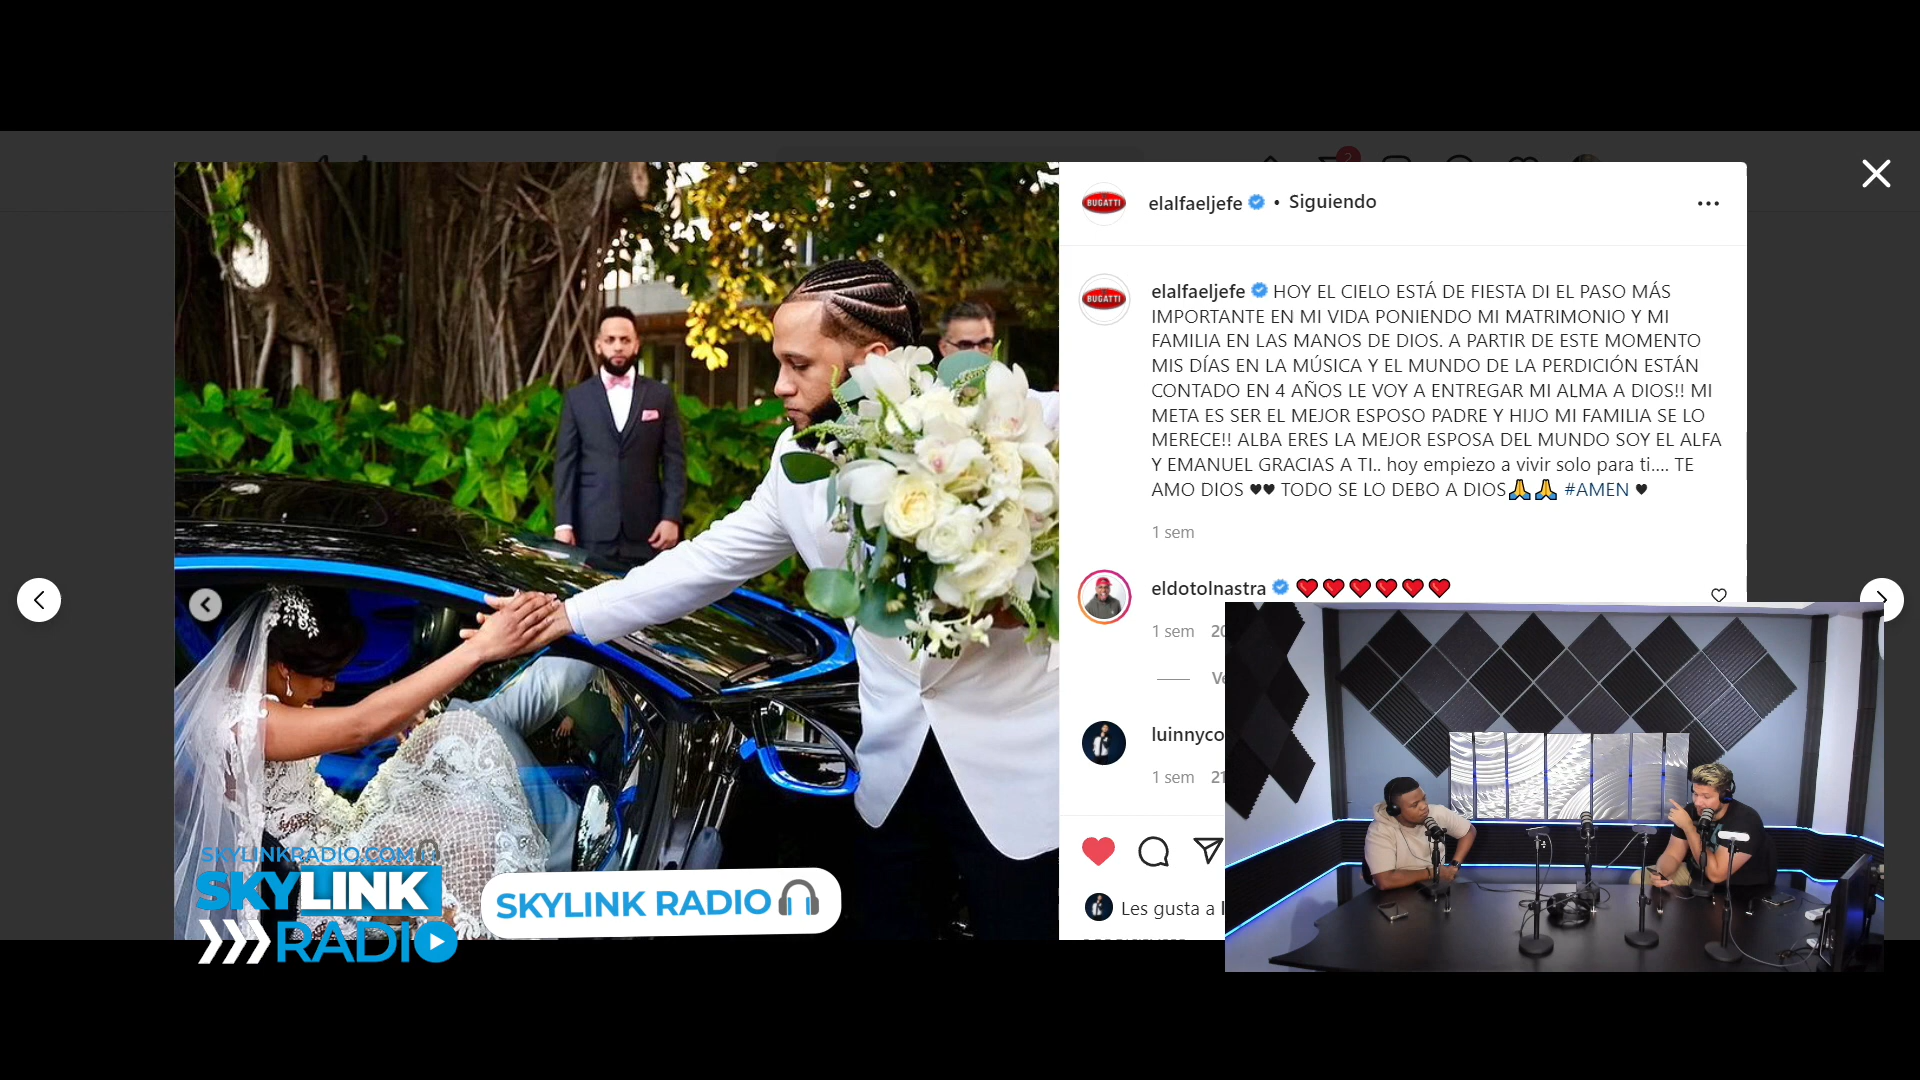 2
BUGATTI
elalfaeljefe • Siguiendo
BUGATTI
elalfaeljefe HOY EL CIELO ESTÁ DE FIESTA DI EL PASO MÁS
IMPORTANTE EN MI VIDA PONIENDO MI MATRIMONIO Y MI
FAMILIA EN LAS MANOS DE DIOS. A PARTIR DE ESTE MOMENTO
MIS DÍAS EN LA MÚSICA Y EL MUNDO DE LA PERDICIÓN ESTÁN
CONTADO EN 4 AÑOS LE VOY A ENTREGAR MI ALMA A DIOS!! MI
META ES SER EL MEJOR ESPOSO PADRE Y HIJO MI FAMILIA SE LO
MERECE!! ALBA ERES LA MEJOR ESPOSA DEL MUNDO SOY EL ALFA
Y EMANUEL GRACIAS A TI.. hoy empiezo a vivir solo para ti.... TE
AMO DIOS ♥♥ TODO SE LO DEBO A DIOS🙏🙏 #AMEN ♥
1 sem
eldotolnastra ❤️❤️❤️❤️❤️❤️
1 sem 20
Ve
luinnyco
1 sem 21
Les gusta a
SKYLINKRADIO.COM
SKYLINK
RADIO
SKYLINK RADIO